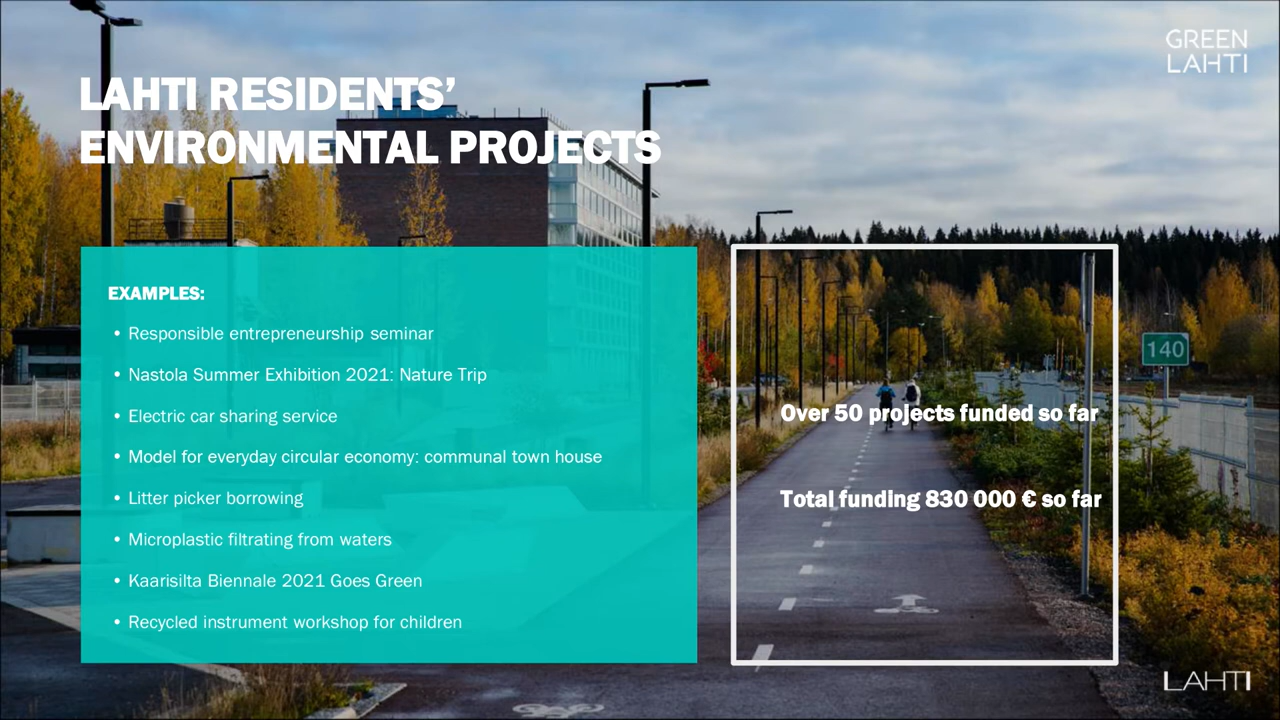 GREEN
LAHTI
LAHTI RESIDENTS’
ENVIRONMENTAL PROJECTS
EXAMPLES:
• Responsible entrepreneurship seminar
• Nastola Summer Exhibition 2021: Nature Trip
• Electric car sharing service
• Model for everyday circular economy: communal town house
• Litter picker borrowing
• Microplastic filtrating from waters
• Kaarisilta Biennale 2021 Goes Green
• Recycled instrument workshop for children
140
Over 50 projects funded so far
Total funding 830 000 € so far
LAHTI